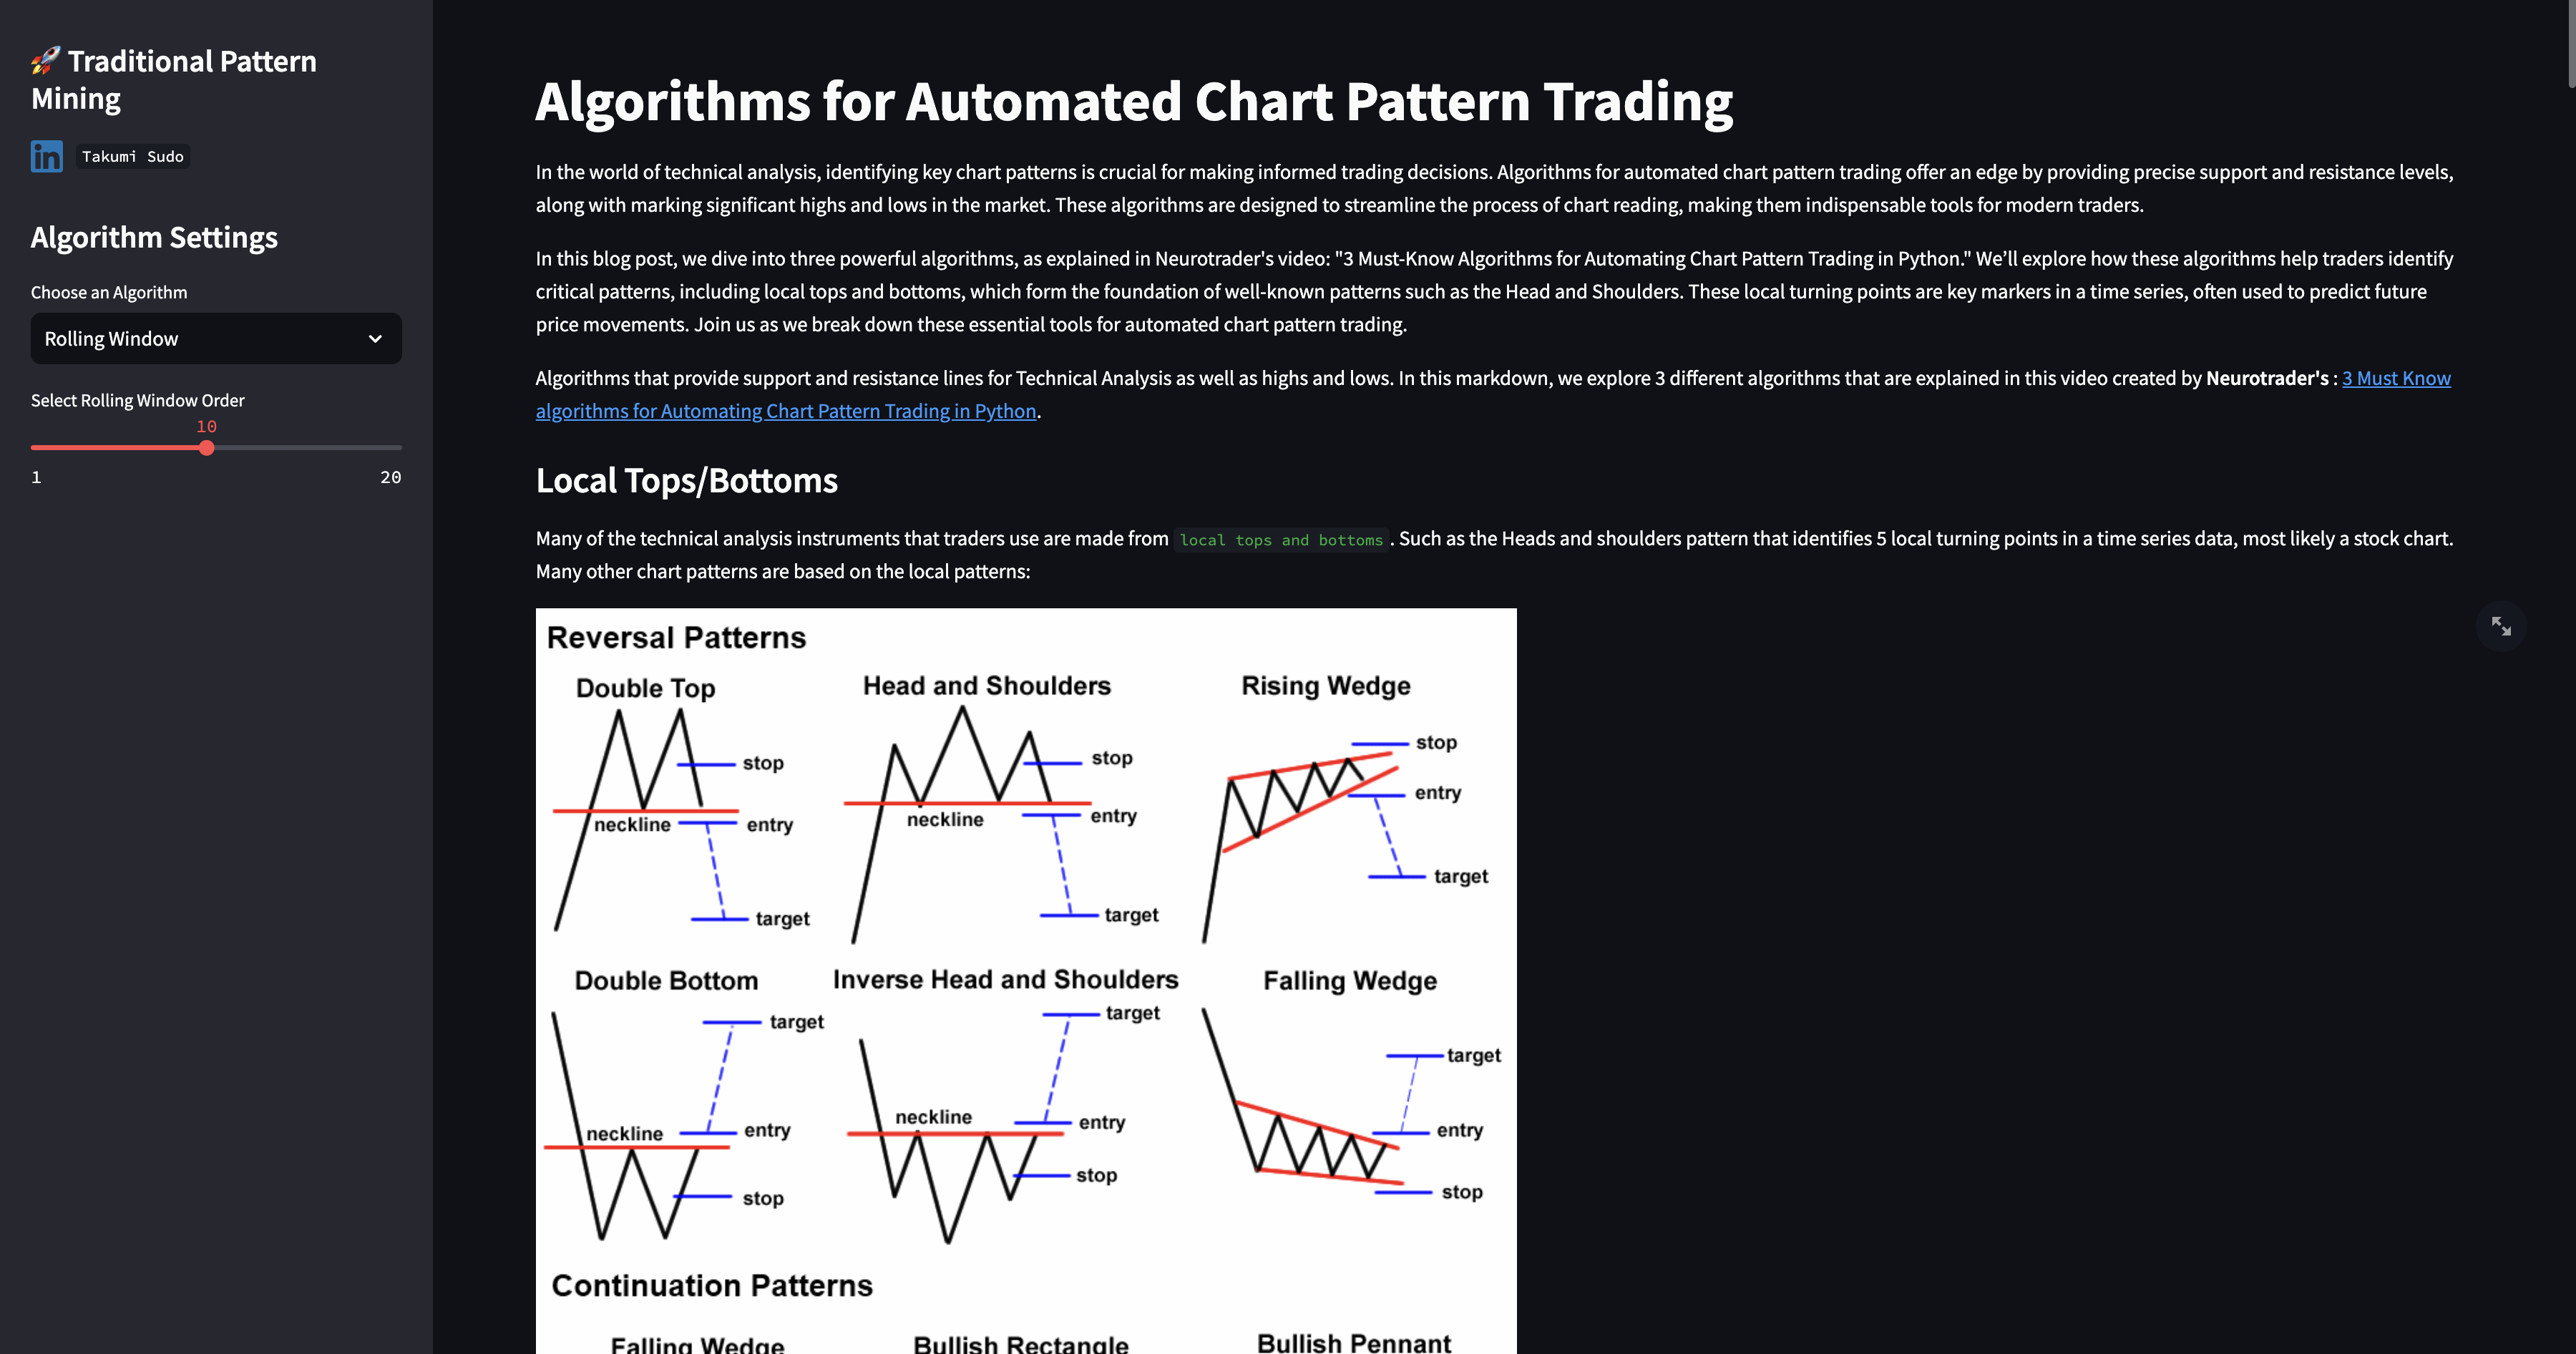 🚀 Traditional Pattern
Mining
in Takumi Sudo
Algorithm Settings
Choose an Algorithm
Rolling Window
Select Rolling Window Order
10
1 20
Algorithms for Automated Chart Pattern Trading
In the world of technical analysis, identifying key chart patterns is crucial for making informed trading decisions. Algorithms for automated chart pattern trading offer an edge by providing precise support and resistance levels,
along with marking significant highs and lows in the market. These algorithms are designed to streamline the process of chart reading, making them indispensable tools for modern traders.
In this blog post, we dive into three powerful algorithms, as explained in Neurotrader's video: "3 Must-Know Algorithms for Automating Chart Pattern Trading in Python." We’ll explore how these algorithms help traders identify
critical patterns, including local tops and bottoms, which form the foundation of well-known patterns such as the Head and Shoulders. These local turning points are key markers in a time series, often used to predict future
price movements. Join us as we break down these essential tools for automated chart pattern trading.
Algorithms that provide support and resistance lines for Technical Analysis as well as highs and lows. In this markdown, we explore 3 different algorithms that are explained in this video created by Neurotrader's : 3 Must Know
algorithms for Automating Chart Pattern Trading in Python.
Local Tops/Bottoms
Many of the technical analysis instruments that traders use are made from local tops and bottoms . Such as the Heads and shoulders pattern that identifies 5 local turning points in a time series data, most likely a stock chart.
Many other chart patterns are based on the local patterns:
Reversal Patterns
Double Top
stop
neckline
entry
target
Head and Shoulders
stop
neckline
entry
target
Rising Wedge
stop
entry
target
Double Bottom
target
neckline
entry
stop
Inverse Head and Shoulders
target
neckline
entry
stop
Falling Wedge
target
entry
stop
Continuation Patterns
Falling Wedge
Bullish Rectangle
Bullish Pennant